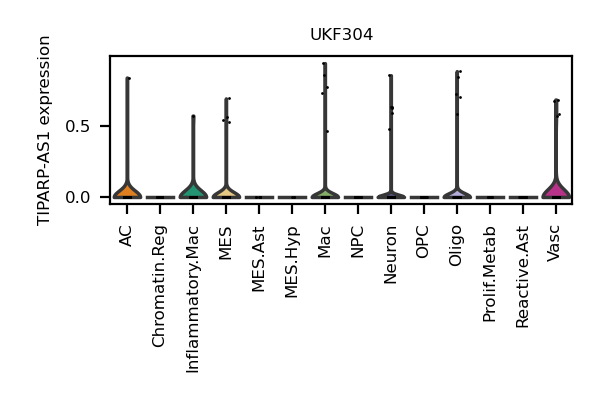 UKF304
TIPARP-AS1 expression
0.5
0.0
AC
Chromatin.Reg
Inflammatory.Mac
MES
MES.Ast
MES.Hyp
Mac
NPC
Neuron
OPC
Oligo
Prolif.Metab
Reactive.Ast
Vasc